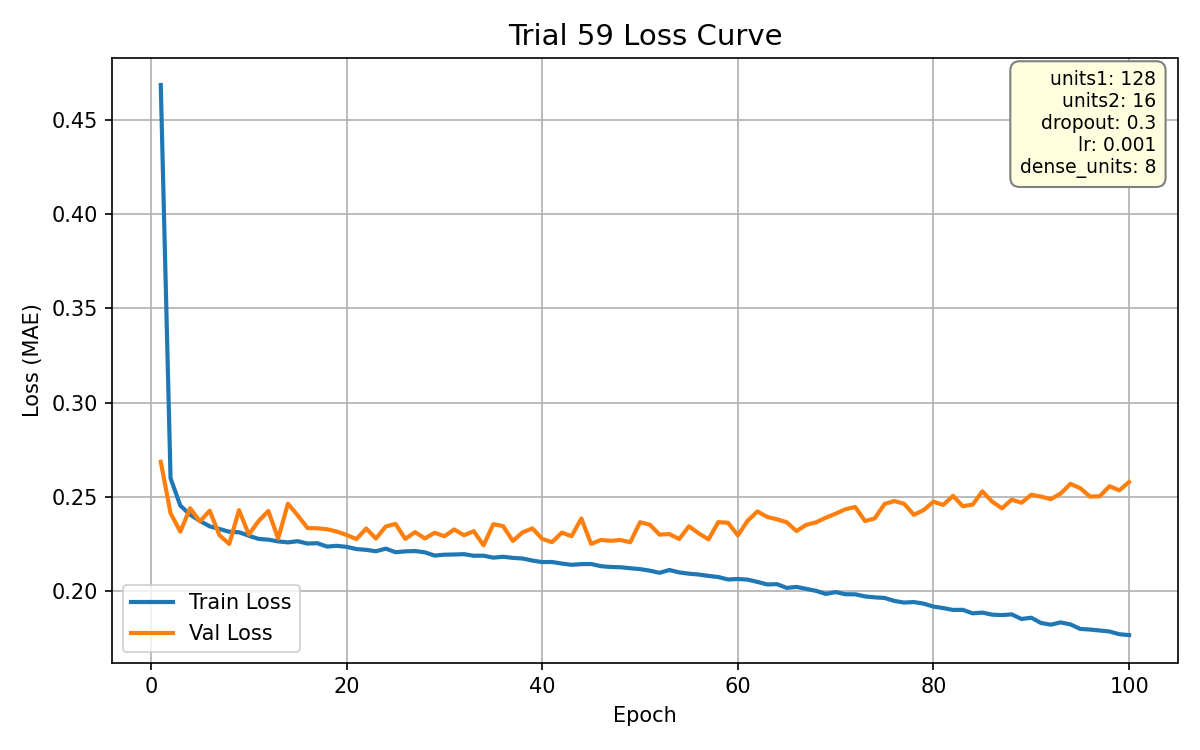 Trial 59 Loss Curve
units1: 128
units2: 16
dropout: 0.3
lr: 0.001
dense_units: 8
Loss (MAE)
0.45
0.40
0.35
0.30
0.25
0.20
Train Loss
Val Loss
0 20 40 60 80 100
Epoch